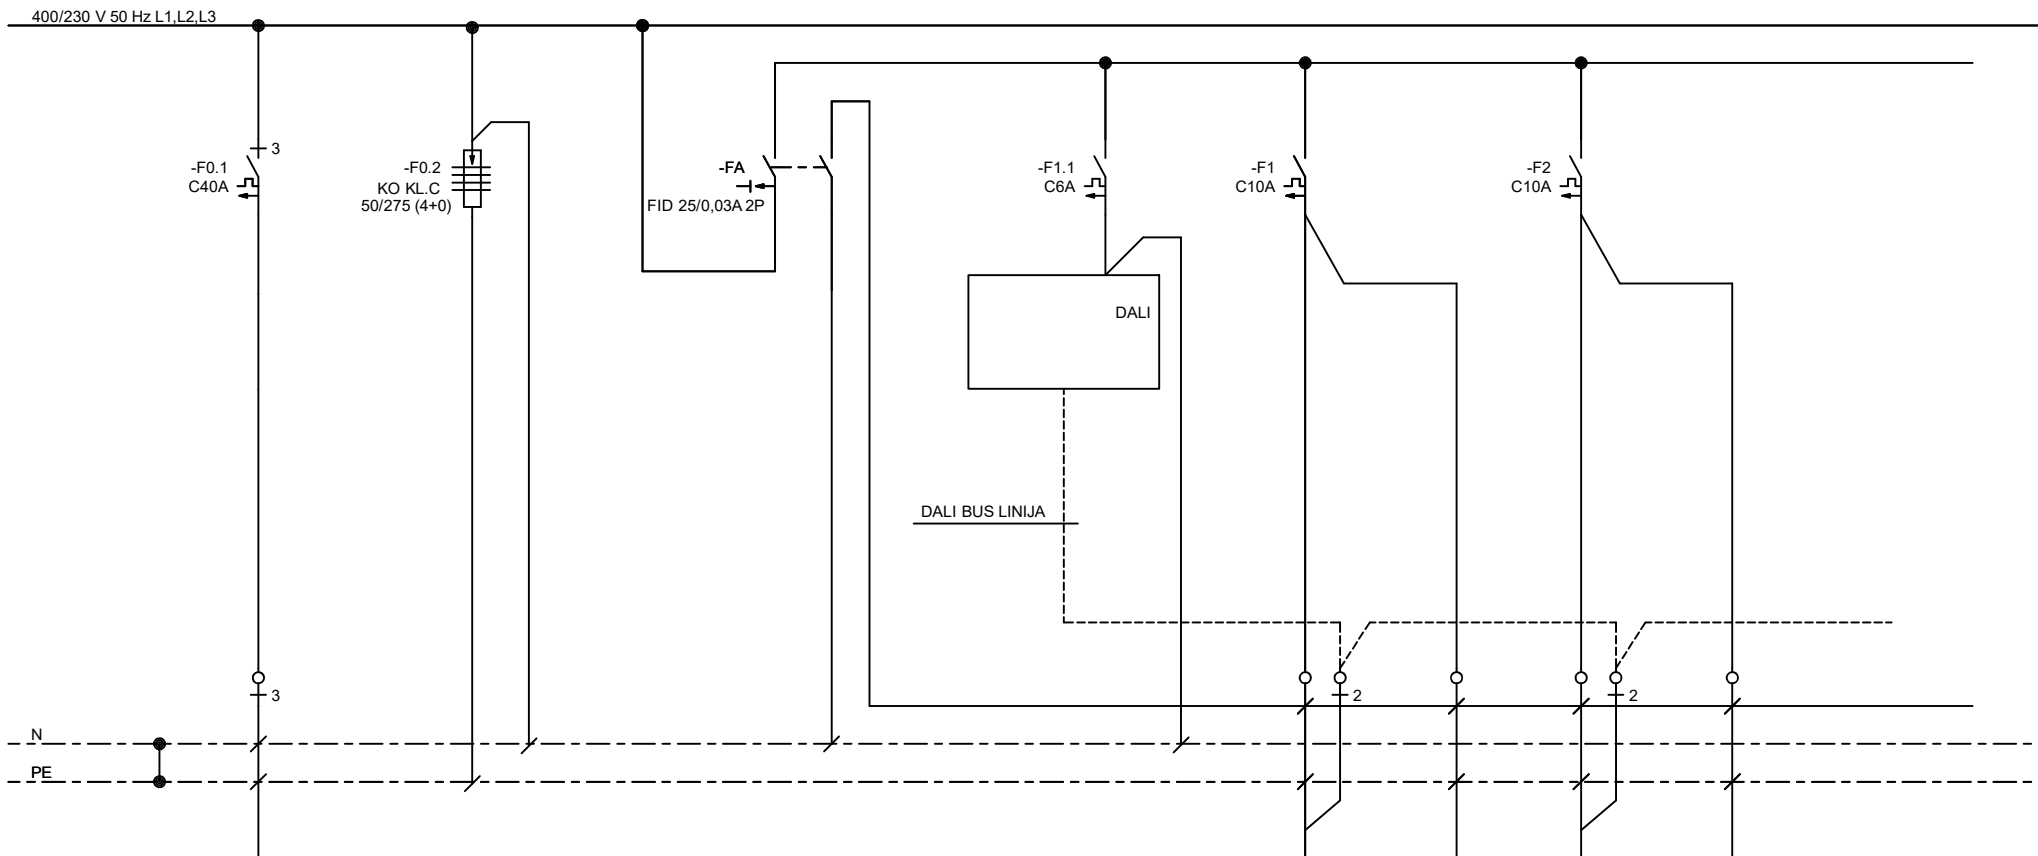 400/230 V 50 Hz L1,L2,L3
3
-F0.1
C40A
-F0.2
KO KL.C
50/275 (4+0)
-FA
FID 25/0,03A 2P
-F1.1
C6A
-F1
C10A
-F2
C10A
DALI
DALI BUS LINIJA
3
2
2
N
PE